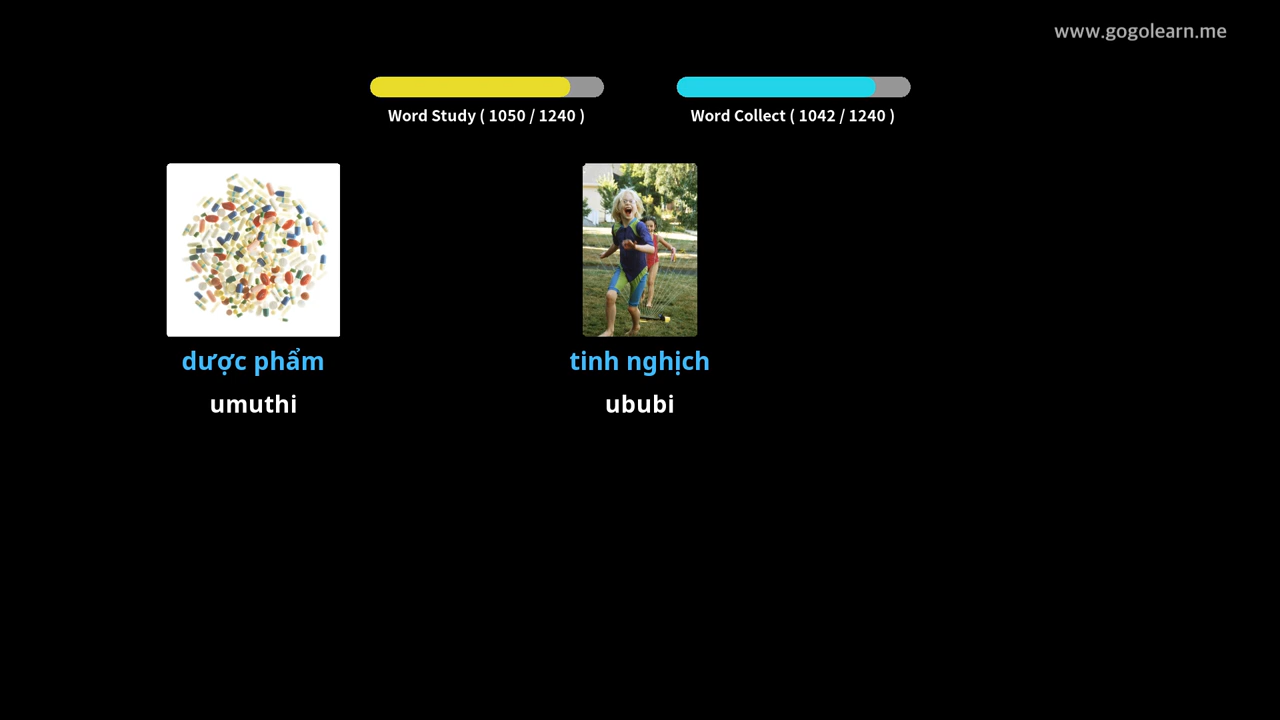 www.gogolearn.me
Word Study ( 1050 / 1240 )
Word Collect ( 1042 / 1240 )
dược phẩm
tinh nghịch
umuthi
ububi